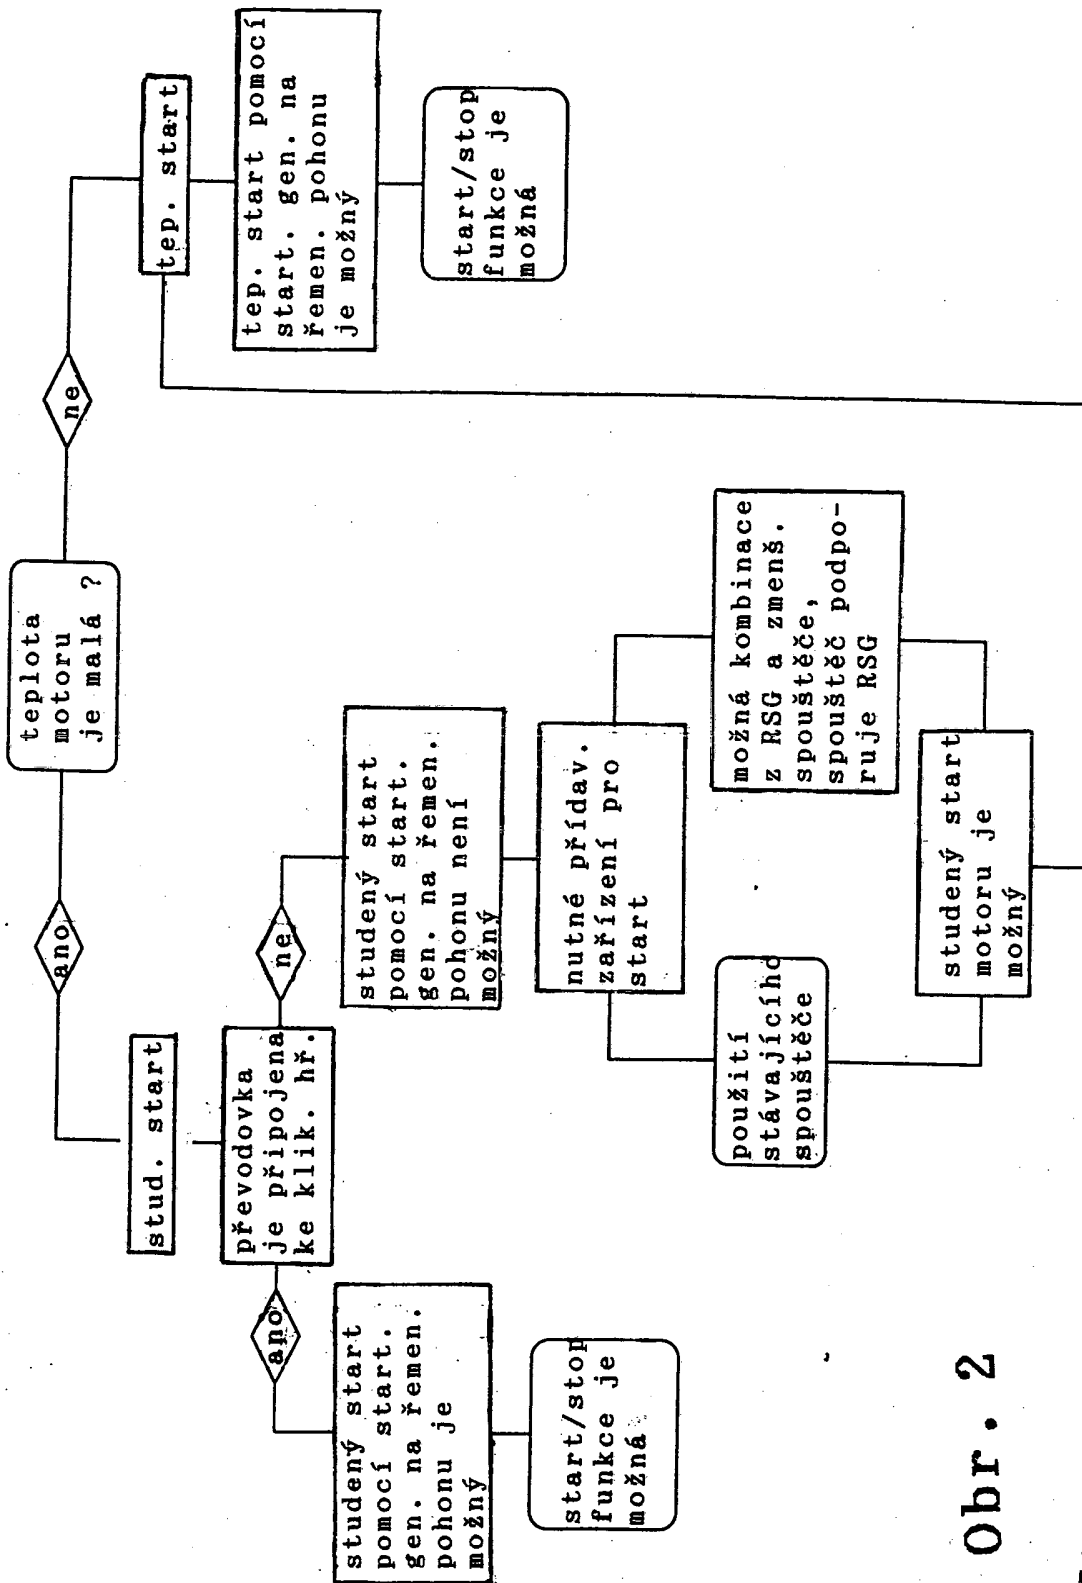 teplota
motoru
je malá ?
ano
ne
stud. start
tep. start
převodovka
je připojena
ke klik. hř.
tep. start pomocí
start. gen. na
řemen. pohonu
je možný
ano
ne
start/stop
funkce je
možná
studený start
pomocí start.
gen. na řemen.
pohonu je
možný
studený start
pomocí start.
gen. na řemen.
pohonu není
možný
start/stop
funkce je
možná
nutné přídav.
zařízení pro
start
použití
stávajícího
spouštěče
možná kombinace
z RSG a zmenš.
spouštěče,
spouštěč podpo-
ruje RSG
studený start
motoru je
možný
Obr. 2